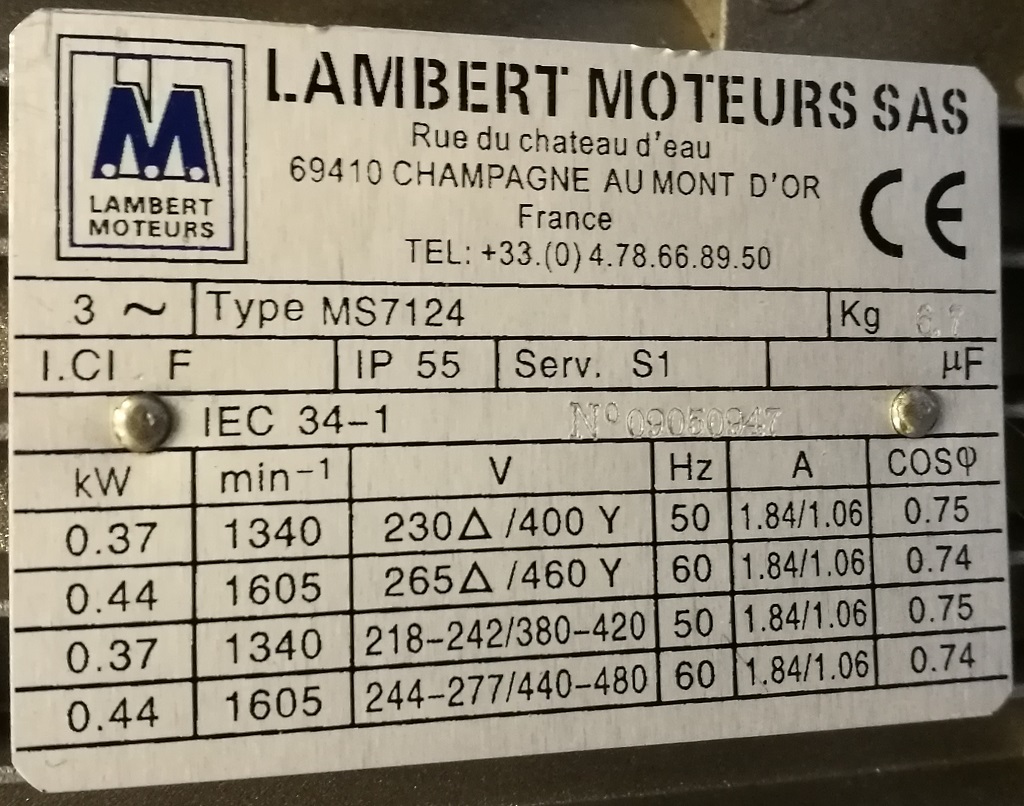 LAMBERT MOTEURS SAS
Rue du chateau d'eau
69410 CHAMPAGNE AU MONT D'OR
France
TEL: +33.(0) 4.78.66.89.50
M
LAMBERT
MOTEURS
CE
3 ~ Type MS7124 Kg 6,7
I.Cl F IP 55 Serv. S1 µF
IEC 34-1 N° 09050947
kW min-1 V Hz A COSφ
0.37 1340 230Δ/400 Y 50 1.84/1.06 0.75
0.44 1605 265Δ/460 Y 60 1.84/1.06 0.74
0.37 1340 218-242/380-420 50 1.84/1.06 0.75
0.44 1605 244-277/440-480 60 1.84/1.06 0.74